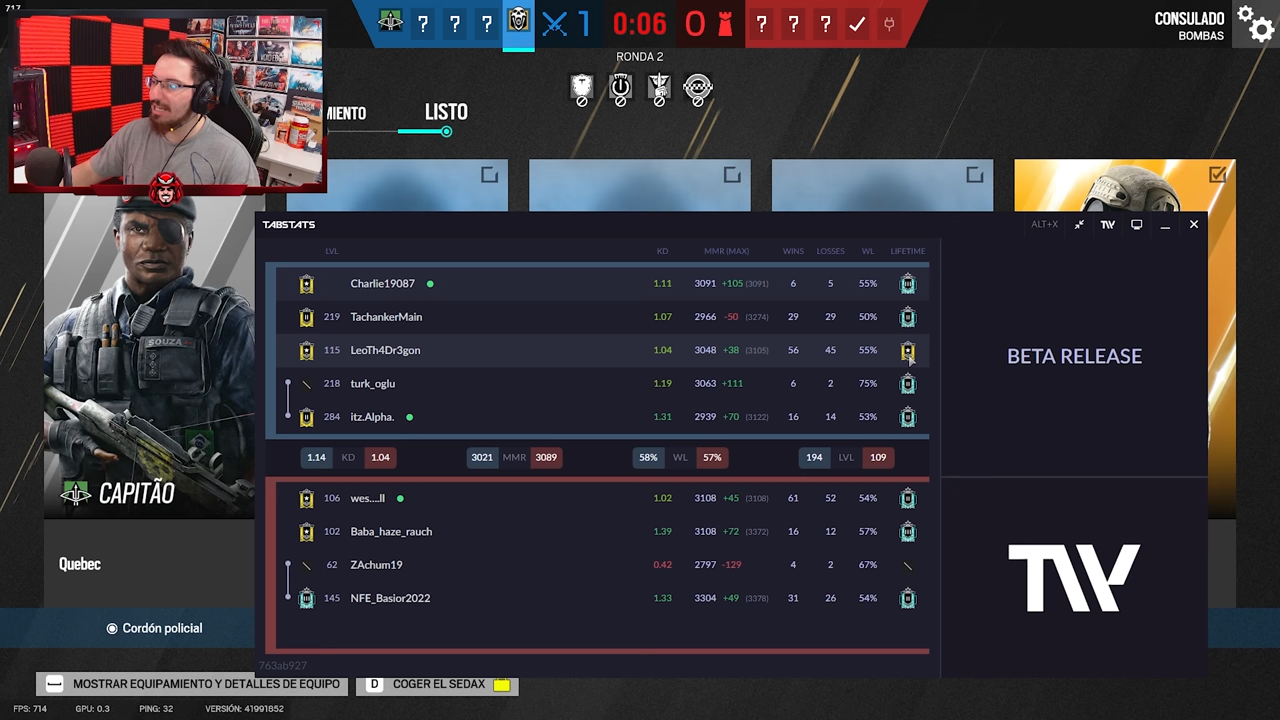 717
? ? ? 1 0:06 0 ? ? ?
CONSULADO
BOMBAS
RONDA 2
MIENTO LISTO
TABSTATS ALT+X
LVL KD MMR (MAX) WINS LOSSES WL LIFETIME
Charlie19087 1.11 3091 +105 (3091) 6 5 55%
219 TachankerMain 1.07 2966 -50 (3274) 29 29 50%
115 LeoTh4Dr3gon 1.04 3048 +38 (3105) 56 45 55%
218 turk_oglu 1.19 3063 +111 6 2 75%
284 itz.Alpha. 1.31 2939 +70 (3122) 16 14 53%
1.14 KD 1.04 3021 MMR 3089 58% WL 57% 194 LVL 109
106 wes....ll 1.02 3108 +45 (3108) 61 52 54%
102 Baba_haze_rauch 1.39 3108 +72 (3372) 16 12 57%
62 ZAchum19 0.42 2797 -129 4 2 67%
145 NFE_Basior2022 1.33 3304 +49 (3378) 31 26 54%
763ab927
BETA RELEASE
SOUZA
CAPITÃO
Quebec
Cordón policial
MOSTRAR EQUIPAMIENTO Y DETALLES DE EQUIPO
D COGER EL SEDAX
FPS: 714 GPU: 0.3 PING: 32 VERSIÓN: 41991852